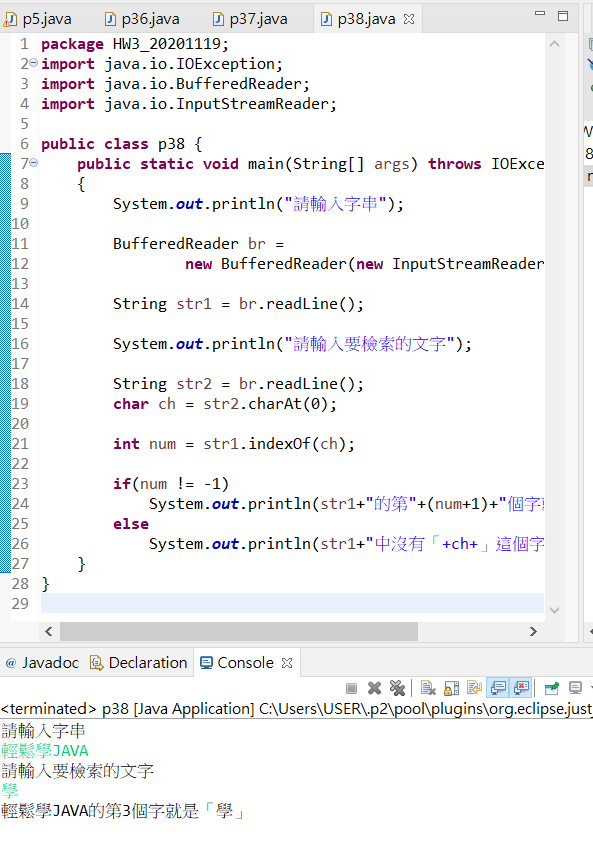 p5.java p36.java p37.java p38.java
1 package HW3_20201119;
2 import java.io.IOException;
3 import java.io.BufferedReader;
4 import java.io.InputStreamReader;
5
6 public class p38 {
7 public static void main(String[] args) throws IOExce
8 {
9 System.out.println("請輸入字串");
10
11 BufferedReader br =
12 new BufferedReader(new InputStreamReader
13
14 String str1 = br.readLine();
15
16 System.out.println("請輸入要檢索的文字");
17
18 String str2 = br.readLine();
19 char ch = str2.charAt(0);
20
21 int num = str1.indexOf(ch);
22
23 if(num != -1)
24 System.out.println(str1+"的第"+(num+1)+"個字
25 else
26 System.out.println(str1+"中沒有「+ch+」這個字
27 }
28 }
29
@ Javadoc Declaration Console
<terminated> p38 [Java Application] C:\Users\USER\.p2\pool\plugins\org.eclipse.just
請輸入字串
輕鬆學JAVA
請輸入要檢索的文字
學
輕鬆學JAVA的第3個字就是「學」